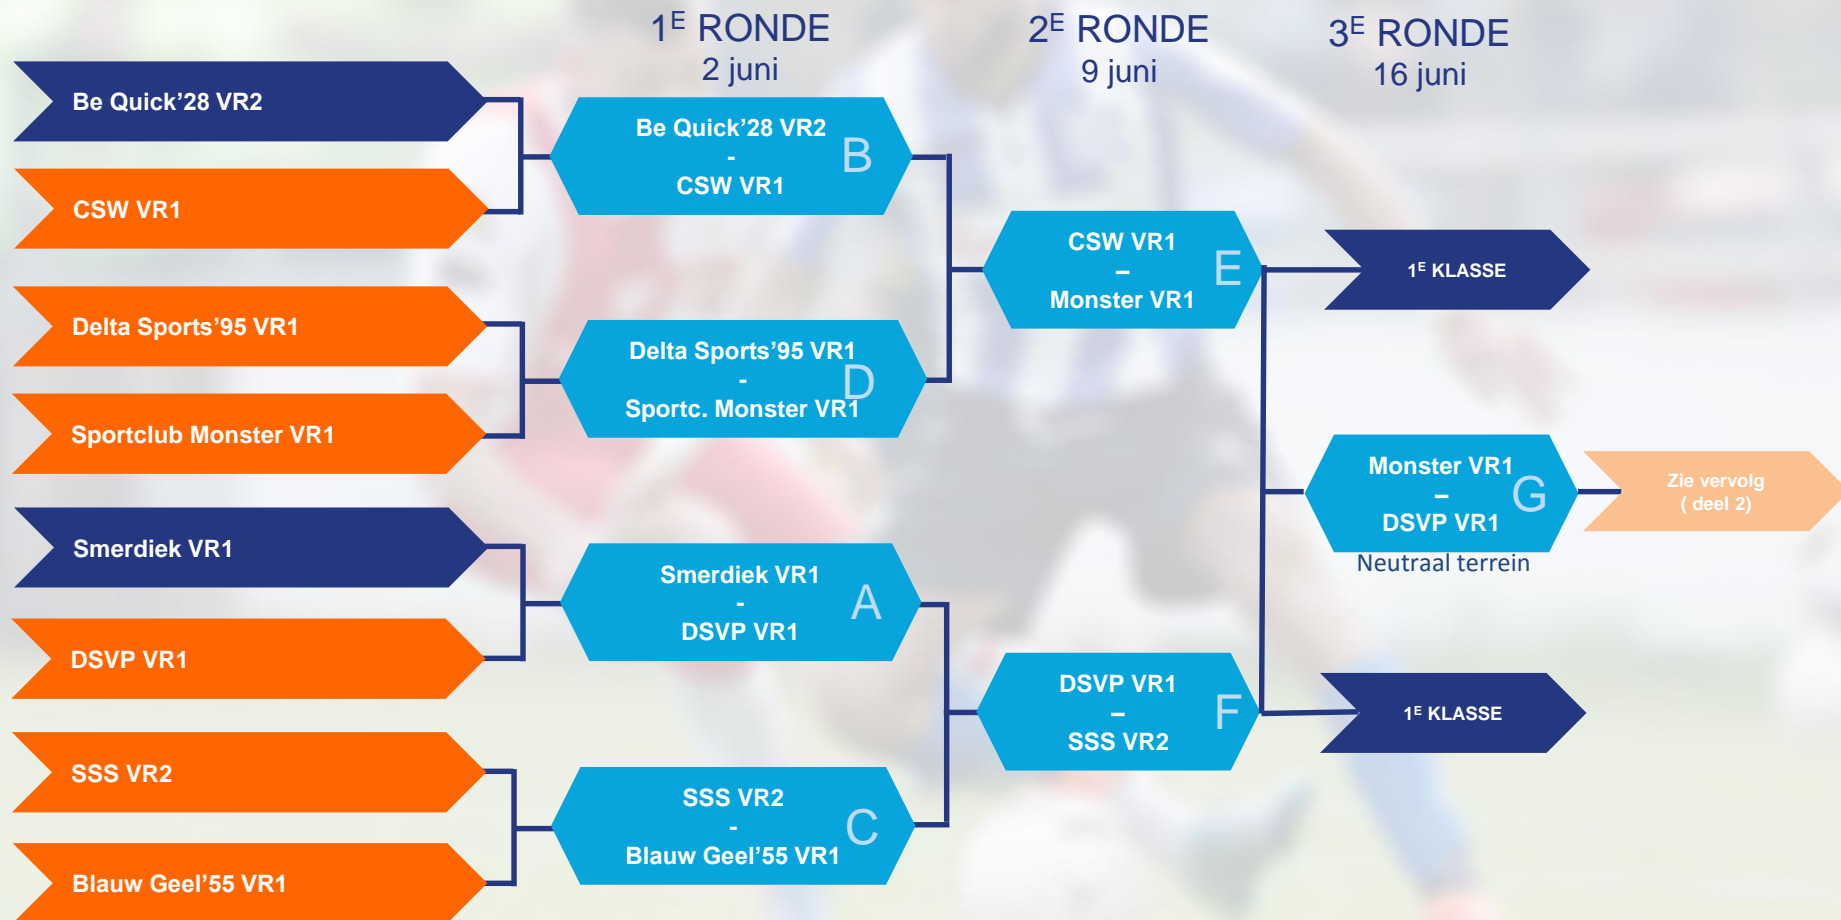 1E RONDE
2 juni
2E RONDE
9 juni
3E RONDE
16 juni
Be Quick’28 VR2
CSW VR1
Delta Sports’95 VR1
Sportclub Monster VR1
Smerdiek VR1
DSVP VR1
SSS VR2
Blauw Geel’55 VR1
Be Quick’28 VR2
-
CSW VR1
B
Delta Sports’95 VR1
-
Sportc. Monster VR1
D
Smerdiek VR1
-
DSVP VR1
A
SSS VR2
-
Blauw Geel’55 VR1
C
CSW VR1
–
Monster VR1
E
DSVP VR1
–
SSS VR2
F
1E KLASSE
Monster VR1
–
DSVP VR1
G
Neutraal terrein
1E KLASSE
Zie vervolg
( deel 2)